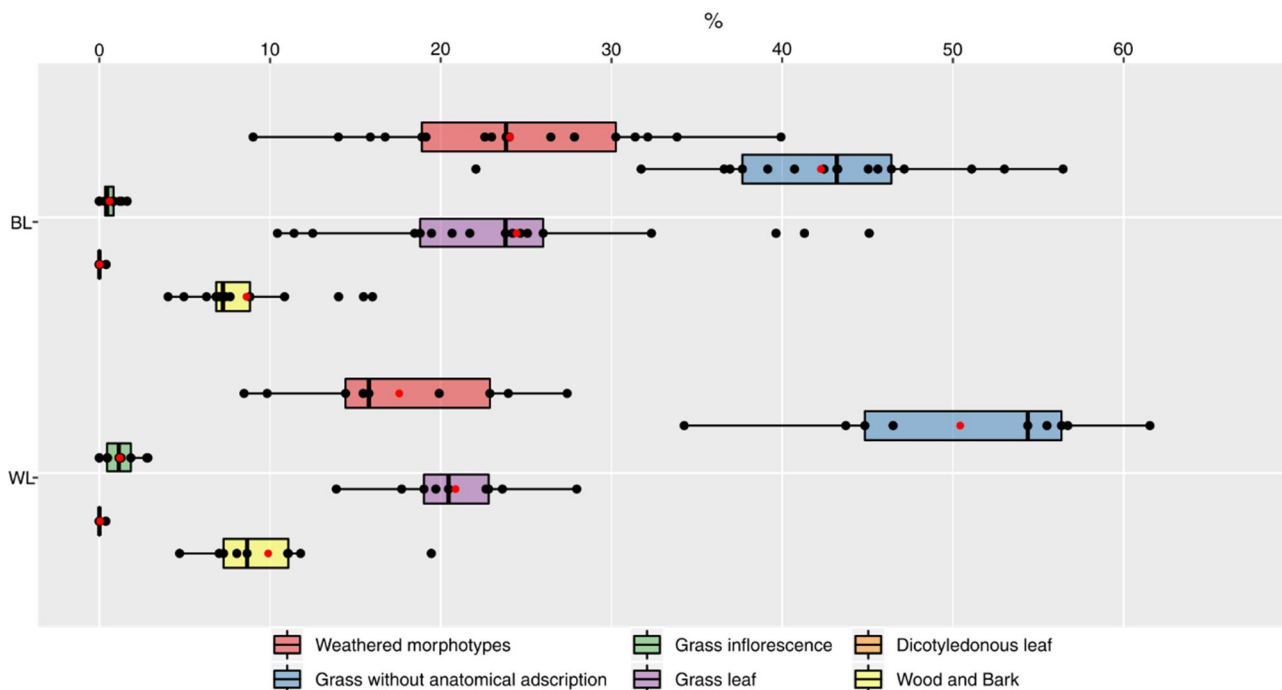 %
0 10 20 30 40 50 60
BL
WL
Weathered morphotypes Grass inflorescence Dicotyledonous leaf
Grass without anatomical adscription Grass leaf Wood and Bark